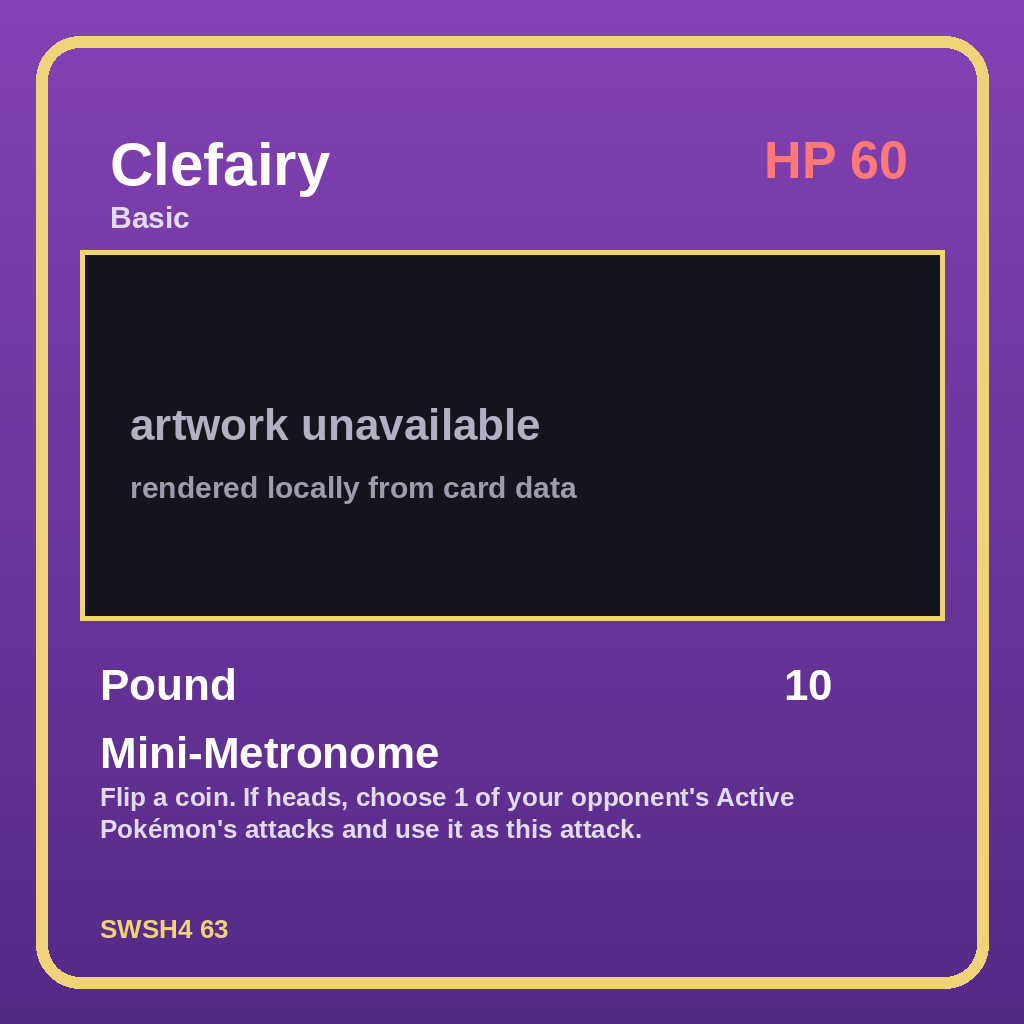 Clefairy
HP 60
Basic
artwork unavailable
rendered locally from card data
Pound 10
Mini-Metronome
Flip a coin. If heads, choose 1 of your opponent's Active
Pokémon's attacks and use it as this attack.
SWSH4 63